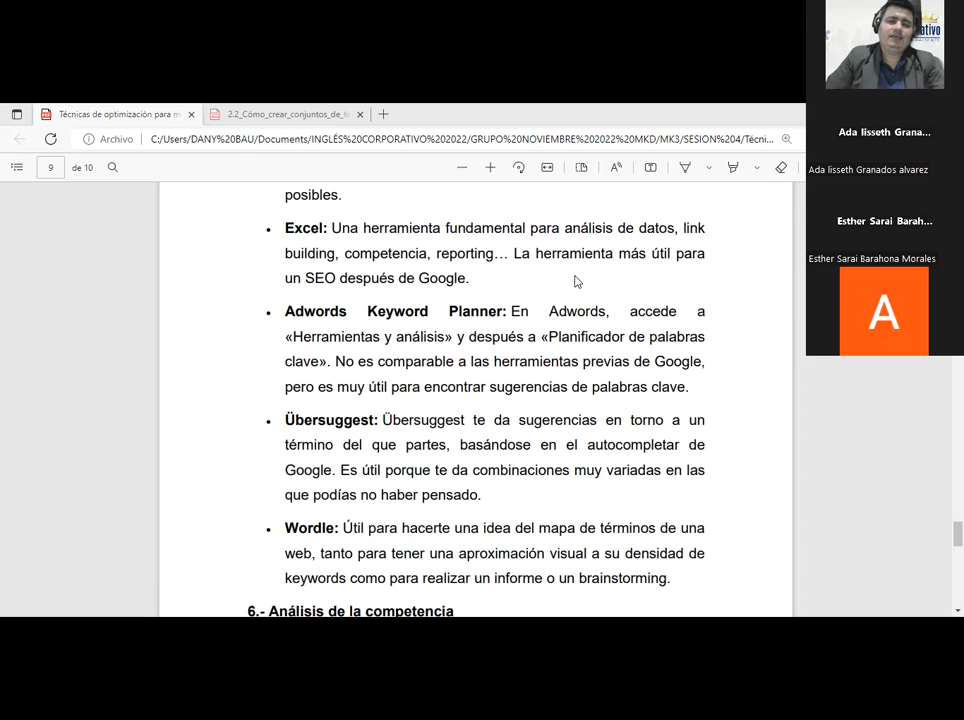 ativo
Técnicas de optimización para m
2.2_Cómo_crear_conjuntos_de_t
Archivo
C:/Users/DANY%20BAU/Documents/INGLÉS%20CORPORATIVO%202022/GRUPO%20NOVIEMBRE%202022%20MKD/MK3/SESION%204/Técni...
9 de 10
posibles.
• Excel: Una herramienta fundamental para análisis de datos, link
building, competencia, reporting… La herramienta más útil para
un SEO después de Google.
• Adwords Keyword Planner: En Adwords, accede a
«Herramientas y análisis» y después a «Planificador de palabras
clave». No es comparable a las herramientas previas de Google,
pero es muy útil para encontrar sugerencias de palabras clave.
• Übersuggest: Übersuggest te da sugerencias en torno a un
término del que partes, basándose en el autocompletar de
Google. Es útil porque te da combinaciones muy variadas en las
que podías no haber pensado.
• Wordle: Útil para hacerte una idea del mapa de términos de una
web, tanto para tener una aproximación visual a su densidad de
keywords como para realizar un informe o un brainstorming.
6.- Análisis de la competencia
Ada lisseth Grana...
Ada lisseth Granados alvarez
Esther Sarai Barah...
Esther Sarai Barahona Morales
A